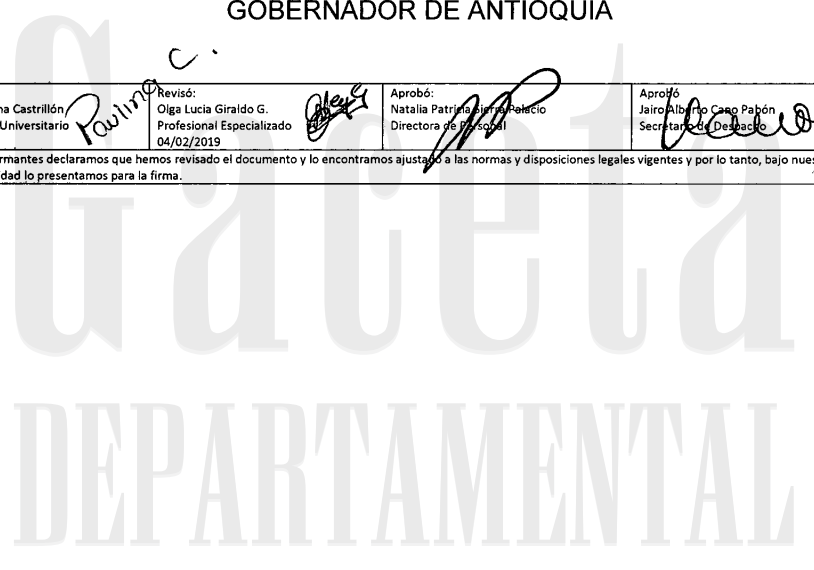 GOBERNADOR DE ANTIOQUIA
Paulina C.
na Castrillón
Universitario
Revisó:
Olga Lucia Giraldo G.
Profesional Especializado
04/02/2019
Aprobó:
Natalia Patricia Sierra Palacio
Directora de Personal
Aprobó
Jairo Alberto Cano Pabón
Secretario de Despacho
rmantes declaramos que hemos revisado el documento y lo encontramos ajustado a las normas y disposiciones legales vigentes y por lo tanto, bajo nues
dad lo presentamos para la firma.
Gaceta
DEPARTAMENTAL